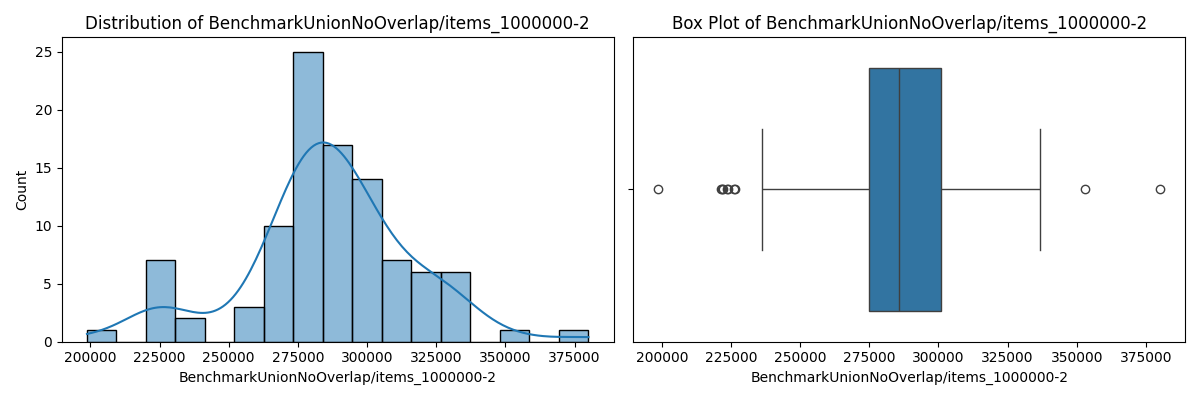 Distribution of BenchmarkUnionNoOverlap/items_1000000-2
Count
25
20
15
10
5
0
200000 225000 250000 275000 300000 325000 350000 375000
BenchmarkUnionNoOverlap/items_1000000-2
Box Plot of BenchmarkUnionNoOverlap/items_1000000-2
200000 225000 250000 275000 300000 325000 350000 375000
BenchmarkUnionNoOverlap/items_1000000-2